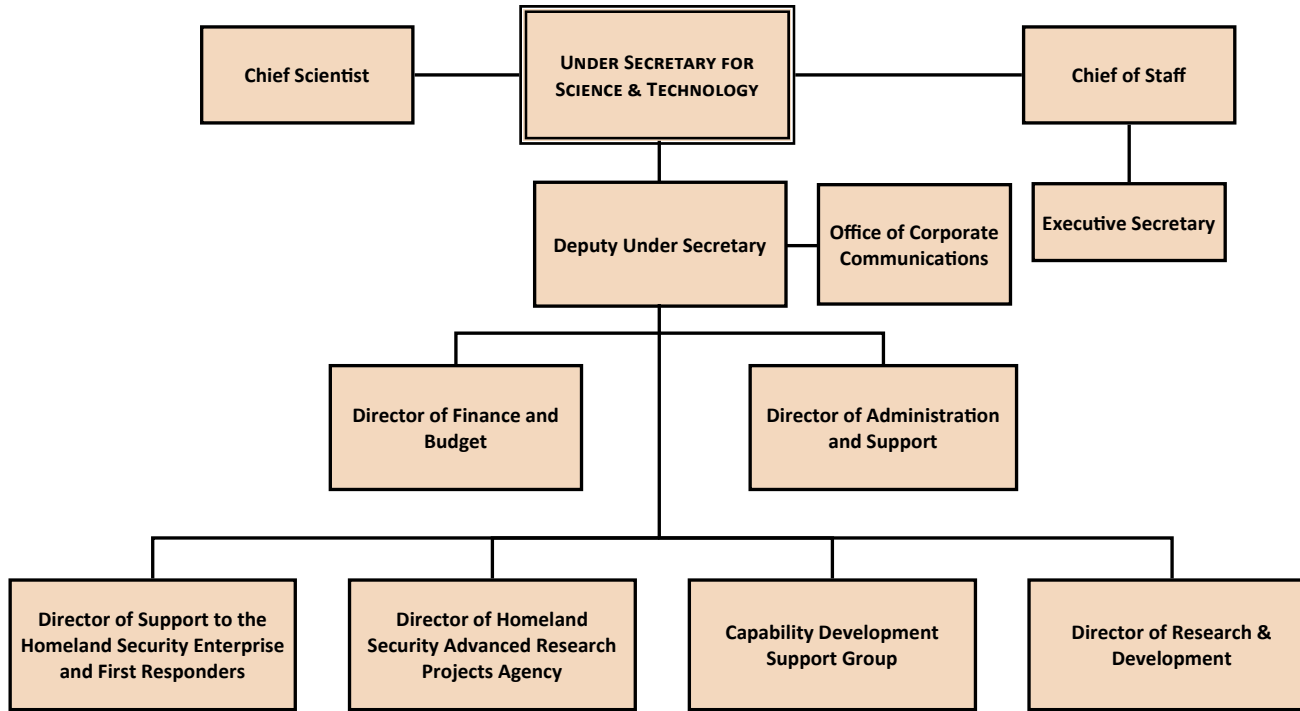 Chief Scientist
UNDER SECRETARY FOR
SCIENCE & TECHNOLOGY
Chief of Staff
Deputy Under Secretary
Office of Corporate
Communications
Executive Secretary
Director of Finance and
Budget
Director of Administration
and Support
Director of Support to the
Homeland Security Enterprise
and First Responders
Director of Homeland
Security Advanced Research
Projects Agency
Capability Development
Support Group
Director of Research &
Development